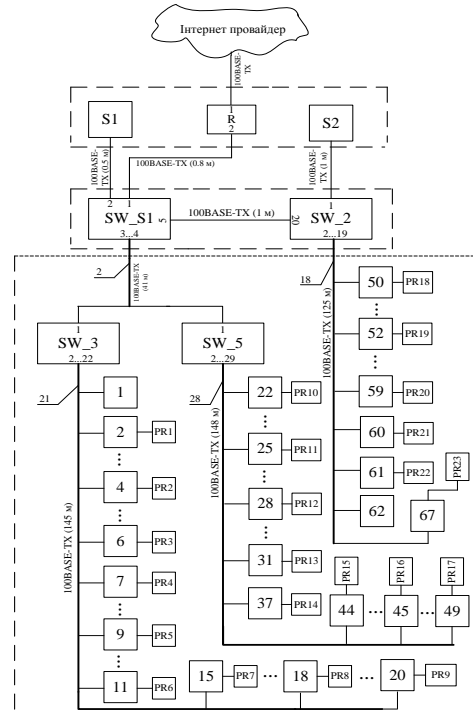 Інтернет провайдер
100BASE-
TX
S1
1
R
2
S2
100BASE-
TX (0.5 м)
100BASE-TX (0.8 м)
100BASE-
TX (1 м)
2
1
SW_S1
5
3...4
100BASE-TX (1 м)
1
20
SW_2
2...19
2
100BASE-TX
(41 м)
18
100BASE-TX (125 м)
50
PR18
52
PR19
59
PR20
60
PR21
61
PR22
62
67
PR23
1
SW_3
2...22
1
SW_5
2...29
21
28
100BASE-TX (145 м)
100BASE-TX (148 м)
1
2
PR1
4
PR2
6
PR3
7
PR4
9
PR5
11
PR6
22
PR10
25
PR11
28
PR12
31
PR13
37
PR14
PR15
PR16
PR17
44
...
45
...
49
15
PR7
...
18
PR8
...
20
PR9